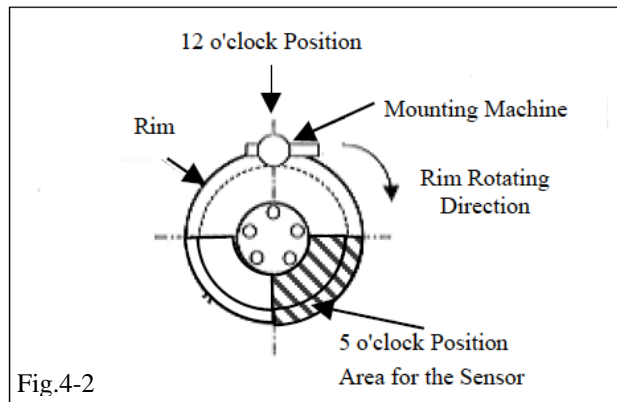 12 o'clock Position
Mounting Machine
Rim
Rim Rotating
Direction
5 o'clock Position
Area for the Sensor
Fig.4-2